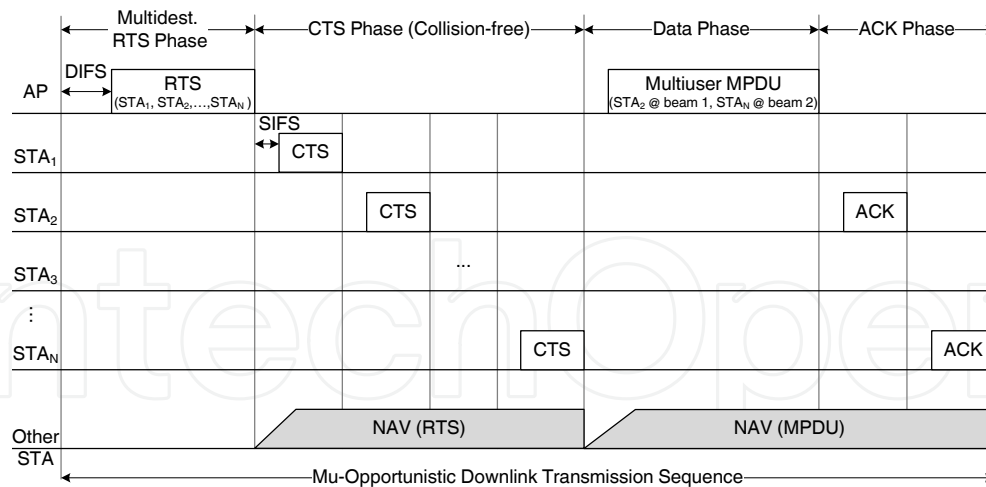 Multidest.
RTS Phase
CTS Phase (Collision-free)
Data Phase
ACK Phase
DIFS
AP
RTS
(STA₁, STA₂,...,STAN )
Multiuser MPDU
(STA₂ @ beam 1, STAN @ beam 2)
SIFS
STA₁
CTS
STA₂
CTS
ACK
STA₃
...
⋮
STAN
CTS
ACK
Other
STA
NAV (RTS)
NAV (MPDU)
Mu-Opportunistic Downlink Transmission Sequence
IntechOpen